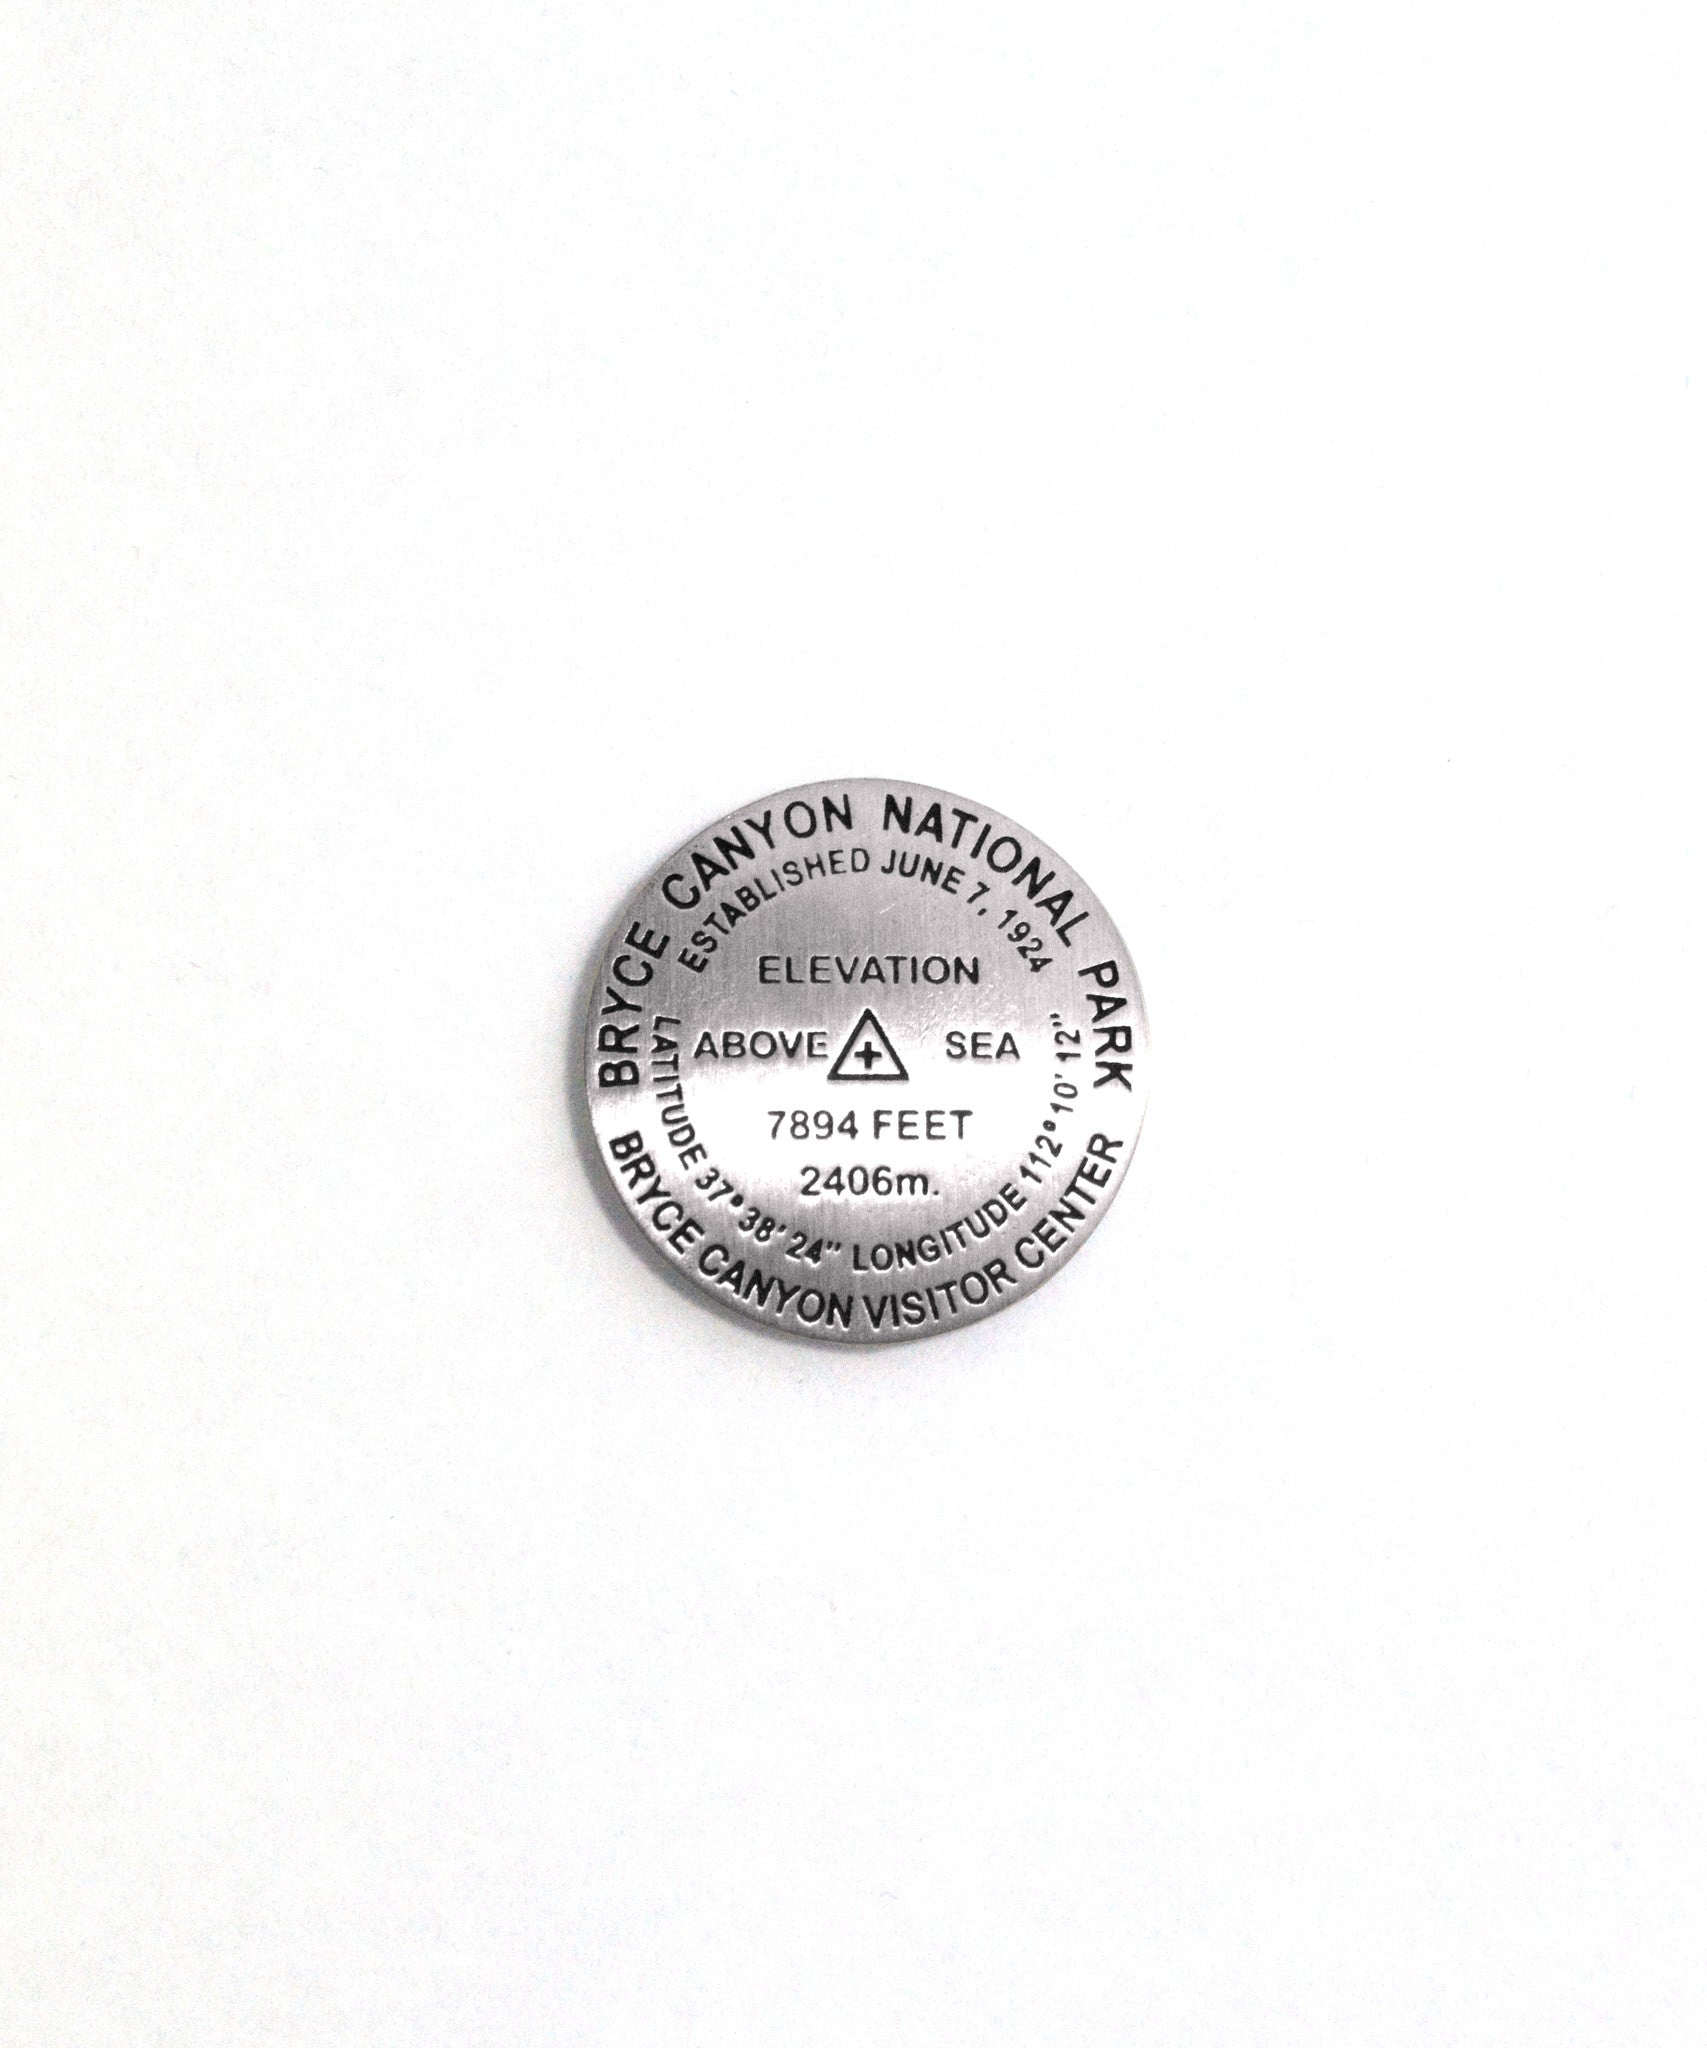 BRYCE CANYON NATIONAL PARK
ESTABLISHED JUNE 7, 1924
ELEVATION
ABOVE SEA
7894 FEET
2406m.
LATITUDE 37° 38' 24" LONGITUDE 112° 10' 12"
BRYCE CANYON VISITOR CENTER